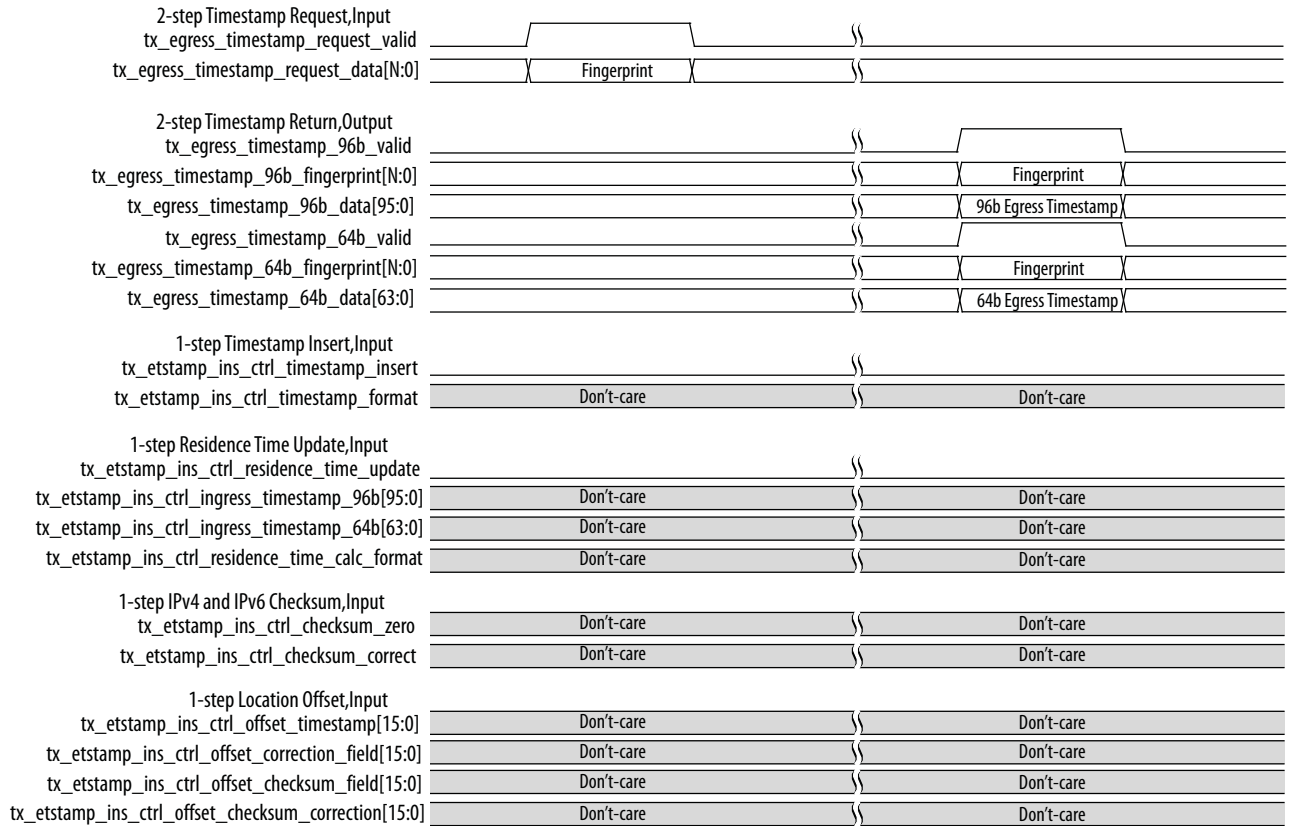 2-step Timestamp Request,Input
tx_egress_timestamp_request_valid
tx_egress_timestamp_request_data[N:0] Fingerprint
2-step Timestamp Return,Output
tx_egress_timestamp_96b_valid
tx_egress_timestamp_96b_fingerprint[N:0] Fingerprint
tx_egress_timestamp_96b_data[95:0] 96b Egress Timestamp
tx_egress_timestamp_64b_valid
tx_egress_timestamp_64b_fingerprint[N:0] Fingerprint
tx_egress_timestamp_64b_data[63:0] 64b Egress Timestamp
1-step Timestamp Insert,Input
tx_etstamp_ins_ctrl_timestamp_insert
tx_etstamp_ins_ctrl_timestamp_format Don't-care Don't-care
1-step Residence Time Update,Input
tx_etstamp_ins_ctrl_residence_time_update
tx_etstamp_ins_ctrl_ingress_timestamp_96b[95:0] Don't-care Don't-care
tx_etstamp_ins_ctrl_ingress_timestamp_64b[63:0] Don't-care Don't-care
tx_etstamp_ins_ctrl_residence_time_calc_format Don't-care Don't-care
1-step IPv4 and IPv6 Checksum,Input
tx_etstamp_ins_ctrl_checksum_zero Don't-care Don't-care
tx_etstamp_ins_ctrl_checksum_correct Don't-care Don't-care
1-step Location Offset,Input
tx_etstamp_ins_ctrl_offset_timestamp[15:0] Don't-care Don't-care
tx_etstamp_ins_ctrl_offset_correction_field[15:0] Don't-care Don't-care
tx_etstamp_ins_ctrl_offset_checksum_field[15:0] Don't-care Don't-care
tx_etstamp_ins_ctrl_offset_checksum_correction[15:0] Don't-care Don't-care